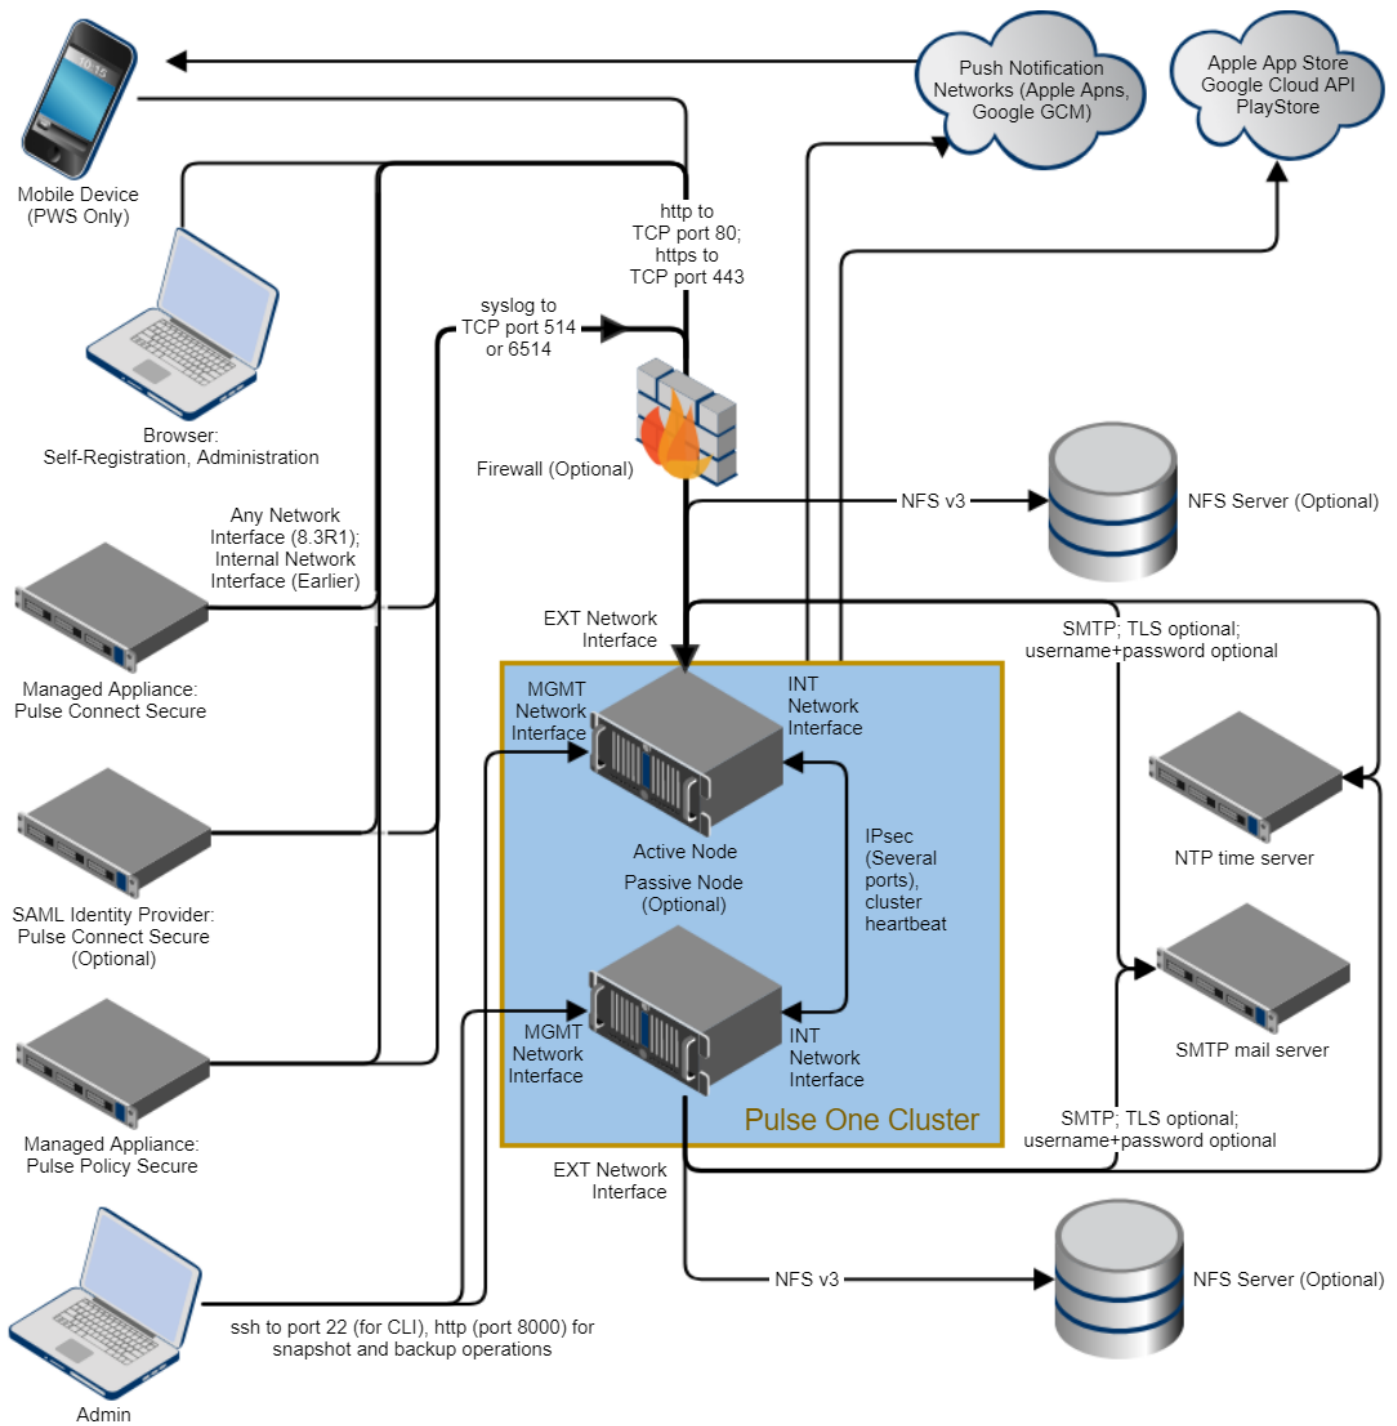 10:15
Mobile Device
(PWS Only)
Push Notification
Networks (Apple Apns,
Google GCM)
Apple App Store
Google Cloud API
PlayStore
http to
TCP port 80;
https to
TCP port 443
syslog to
TCP port 514
or 6514
Browser:
Self-Registration, Administration
Firewall (Optional)
NFS v3
NFS Server (Optional)
Any Network
Interface (8.3R1);
Internal Network
Interface (Earlier)
EXT Network
Interface
SMTP; TLS optional;
username+password optional
Managed Appliance:
Pulse Connect Secure
MGMT
Network
Interface
INT
Network
Interface
Active Node
Passive Node
(Optional)
IPsec
(Several
ports),
cluster
heartbeat
NTP time server
SAML Identity Provider:
Pulse Connect Secure
(Optional)
MGMT
Network
Interface
INT
Network
Interface
SMTP mail server
Pulse One Cluster
SMTP; TLS optional;
username+password optional
Managed Appliance:
Pulse Policy Secure
EXT Network
Interface
NFS v3
NFS Server (Optional)
ssh to port 22 (for CLI), http (port 8000) for
snapshot and backup operations
Admin